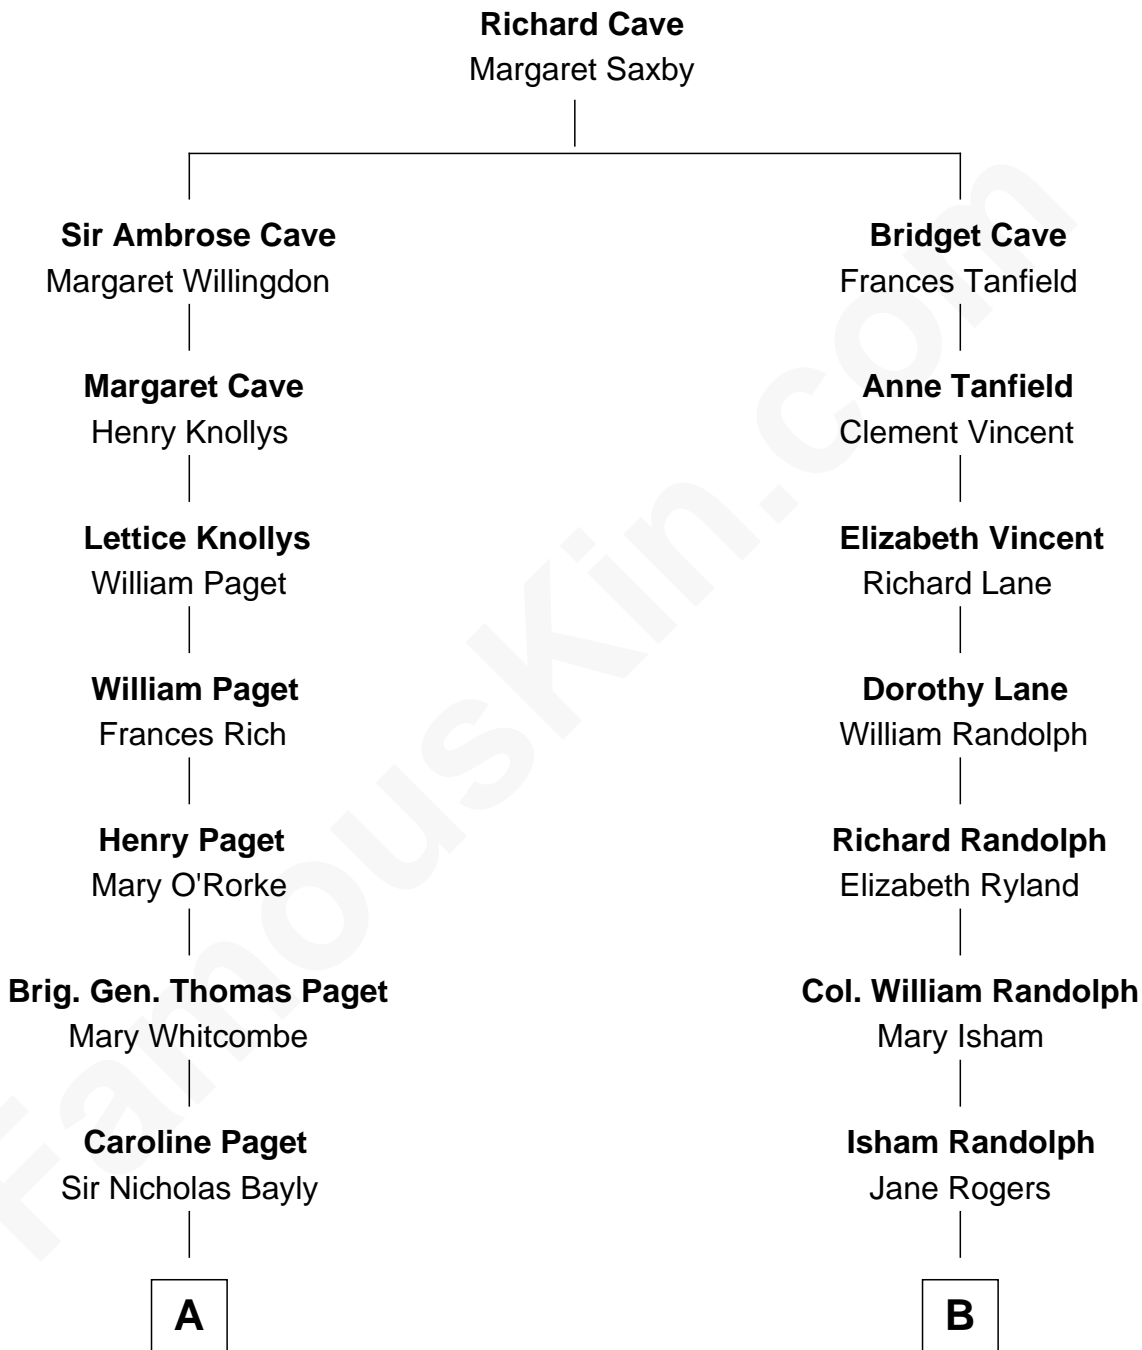 Richard Cave
Margaret Saxby
Sir Ambrose Cave
Margaret Willingdon
Bridget Cave
Frances Tanfield
Margaret Cave
Henry Knollys
Anne Tanfield
Clement Vincent
Lettice Knollys
William Paget
Elizabeth Vincent
Richard Lane
William Paget
Frances Rich
Dorothy Lane
William Randolph
Henry Paget
Mary O'Rorke
Richard Randolph
Elizabeth Ryland
Brig. Gen. Thomas Paget
Mary Whitcombe
Col. William Randolph
Mary Isham
Caroline Paget
Sir Nicholas Bayly
Isham Randolph
Jane Rogers
A
B
FamousKin.com